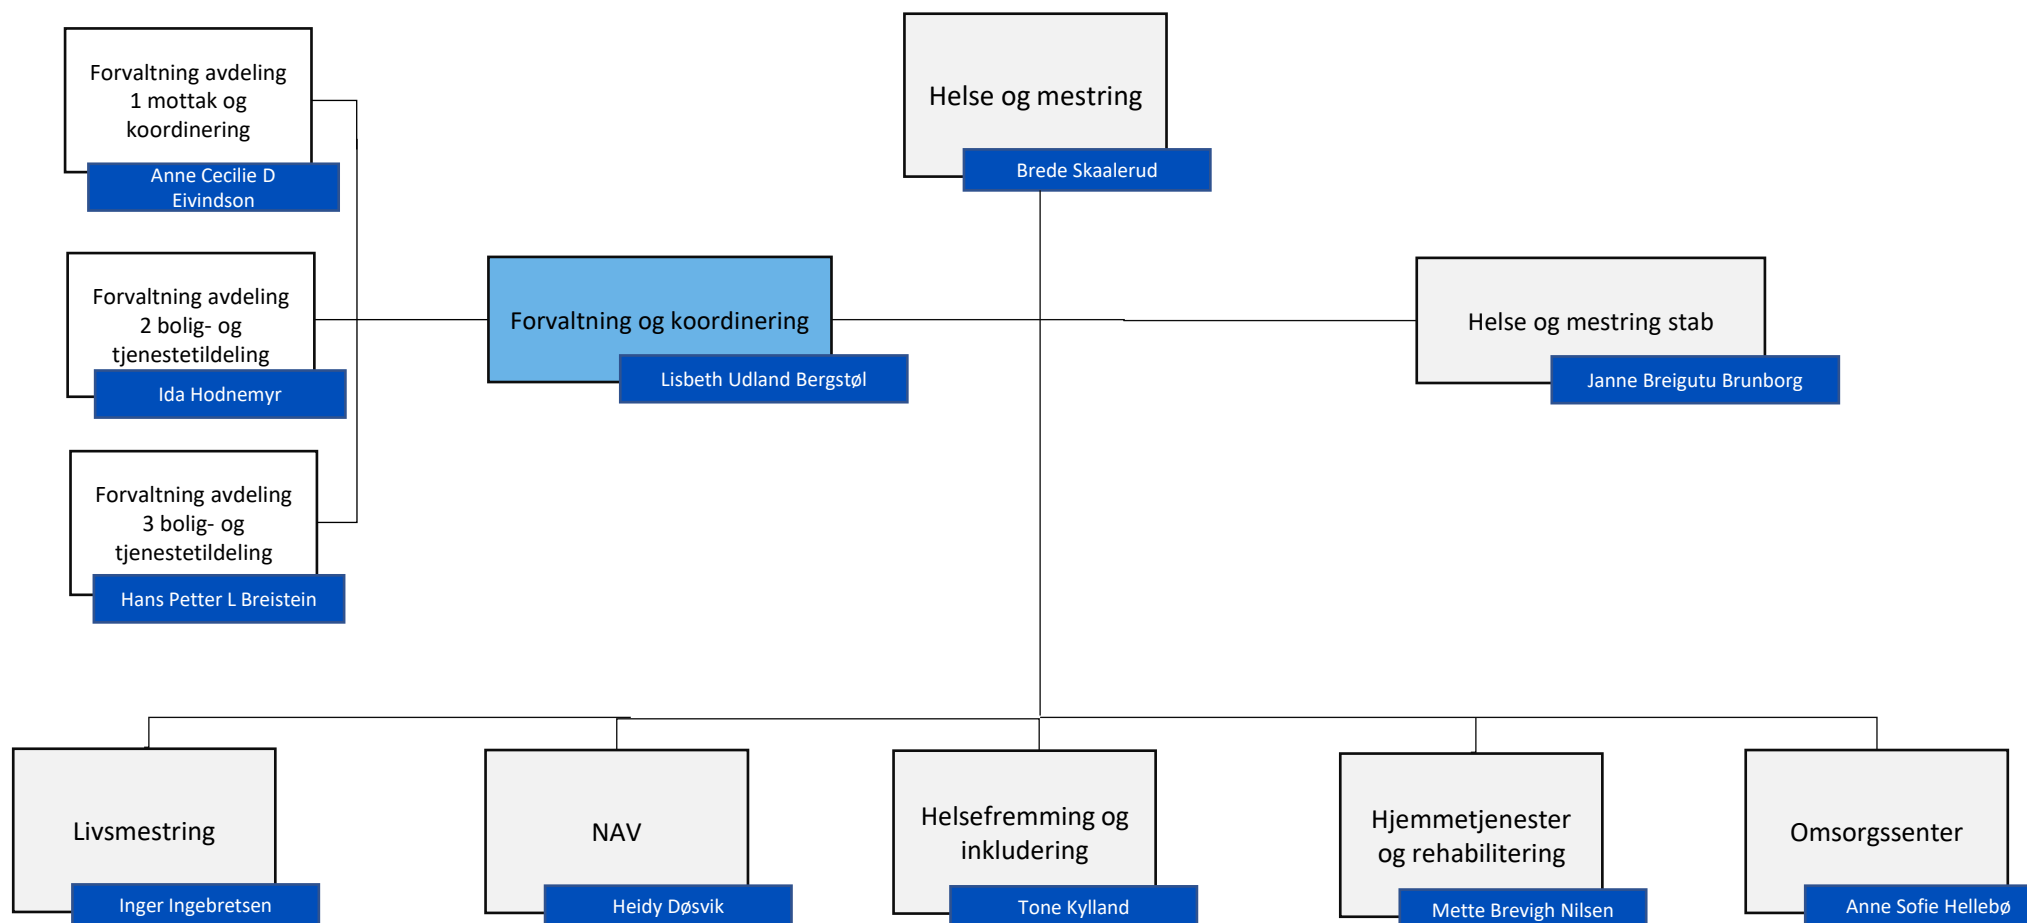 Helse og mestring
Brede Skaalerud
Forvaltning avdeling
1 mottak og
koordinering
Anne Cecilie D
Eivindson
Forvaltning avdeling
2 bolig- og
tjenestetildeling
Ida Hodnemyr
Forvaltning avdeling
3 bolig- og
tjenestetildeling
Hans Petter L Breistein
Forvaltning og koordinering
Lisbeth Udland Bergstøl
Helse og mestring stab
Janne Breigutu Brunborg
Livsmestring
Inger Ingebretsen
NAV
Heidy Døsvik
Helsefremming og
inkludering
Tone Kylland
Hjemmetjenester
og rehabilitering
Mette Brevigh Nilsen
Omsorgssenter
Anne Sofie Hellebø